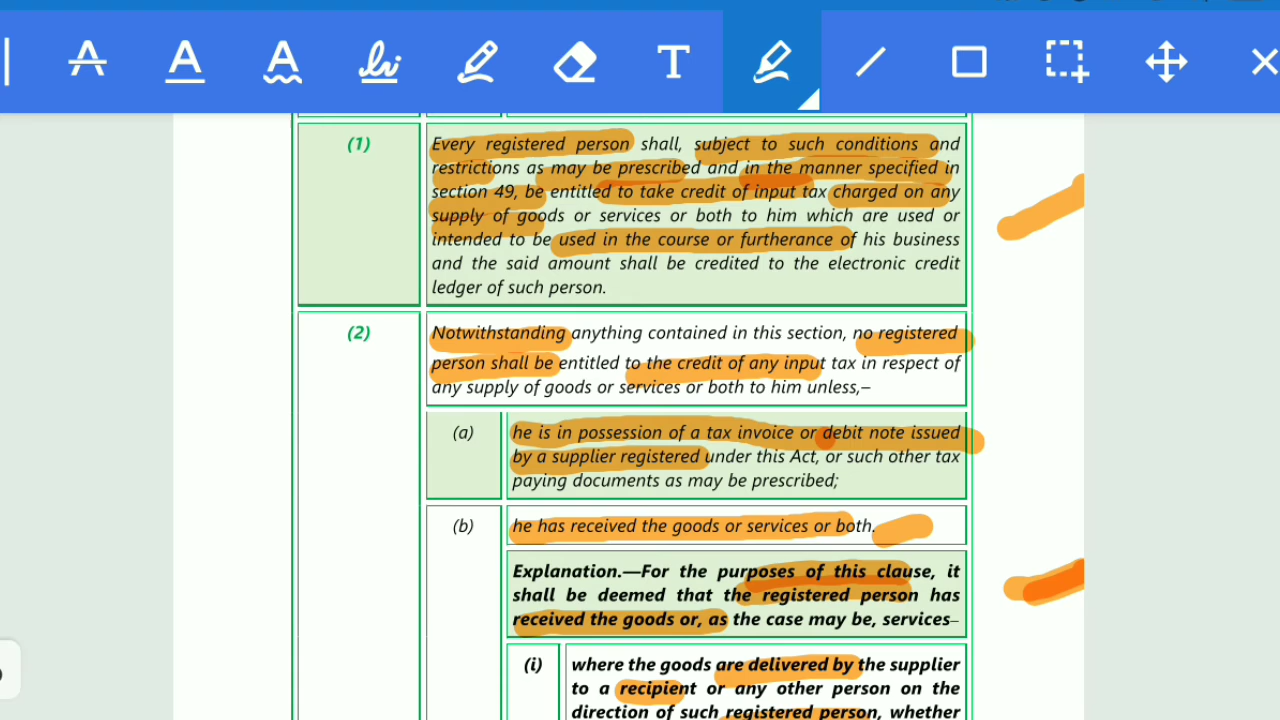 (1)
Every registered person shall, subject to such conditions and
restrictions as may be prescribed and in the manner specified in
section 49, be entitled to take credit of input tax charged on any
supply of goods or services or both to him which are used or
intended to be used in the course or furtherance of his business
and the said amount shall be credited to the electronic credit
ledger of such person.
(2)
Notwithstanding anything contained in this section, no registered
person shall be entitled to the credit of any input tax in respect of
any supply of goods or services or both to him unless,–
(a)
he is in possession of a tax invoice or debit note issued
by a supplier registered under this Act, or such other tax
paying documents as may be prescribed;
(b)
he has received the goods or services or both.
Explanation.—For the purposes of this clause, it
shall be deemed that the registered person has
received the goods or, as the case may be, services–
(i)
where the goods are delivered by the supplier
to a recipient or any other person on the
direction of such registered person, whether